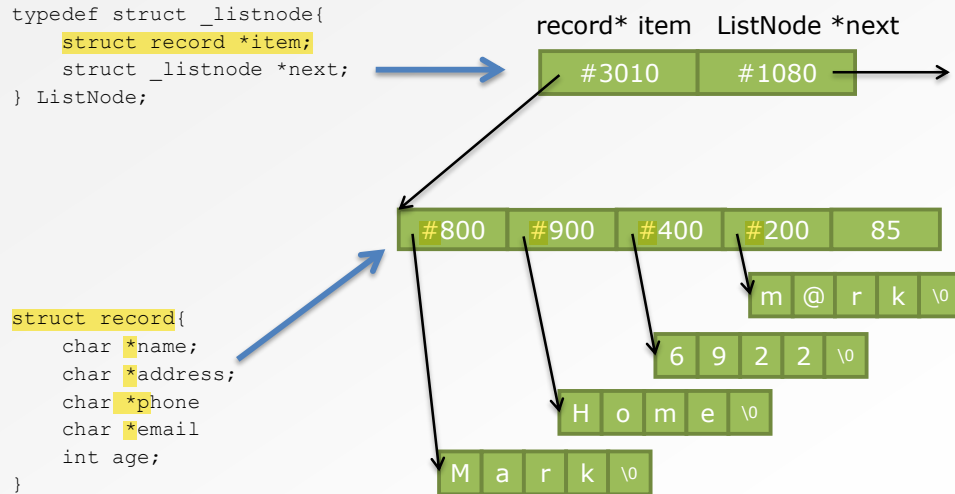 typedef struct _listnode{
    struct record *item;
    struct _listnode *next;
} ListNode;
record* item ListNode *next
#3010 #1080
#800 #900 #400 #200 85
m @ r k \0
6 9 2 2 \0
H o m e \0
M a r k \0
struct record{
    char *name;
    char *address;
    char *phone
    char *email
    int age;
}